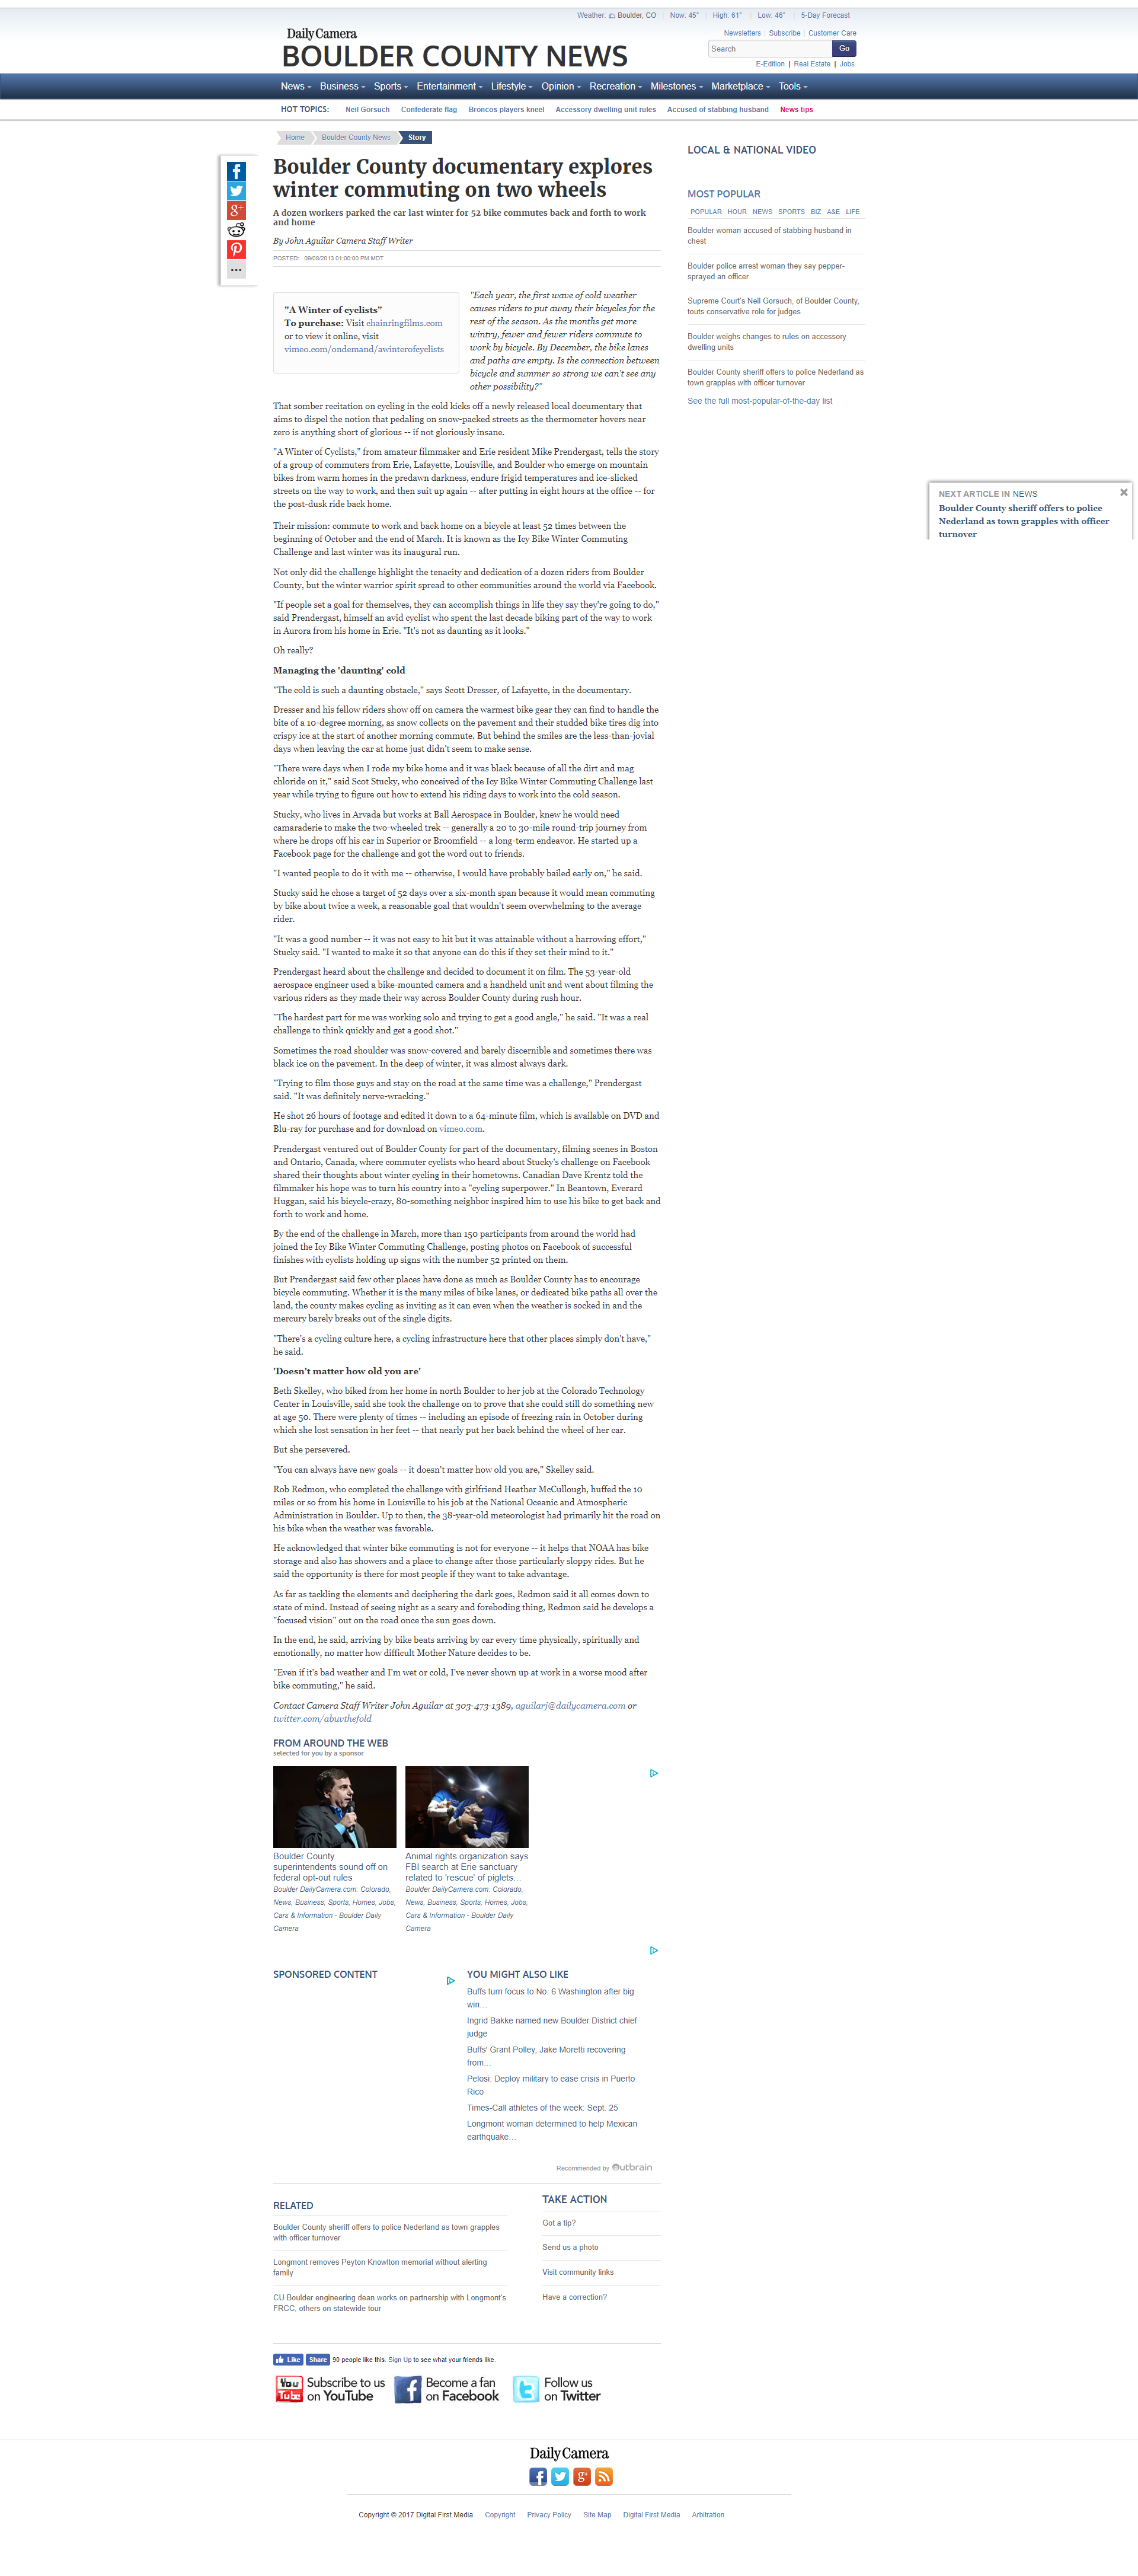 Weather: Boulder, CO | Now: 45° | High: 61° | Low: 46° | 5-Day Forecast
Newsletters | Subscribe | Customer Care
Daily Camera
BOULDER COUNTY NEWS
Search Go
E-Edition | Real Estate | Jobs
News Business Sports Entertainment Lifestyle Opinion Recreation Milestones Marketplace Tools
HOT TOPICS: Neil Gorsuch Confederate flag Broncos players kneel Accessory dwelling unit rules Accused of stabbing husband News tips
Home Boulder County News Story
Boulder County documentary explores
winter commuting on two wheels
A dozen workers parked the car last winter for 52 bike commutes back and forth to work
and home
By John Aguilar Camera Staff Writer
POSTED: 09/08/2013 01:00:00 PM MDT
"A Winter of cyclists"
To purchase: Visit chainringfilms.com
or to view it online, visit
vimeo.com/ondemand/awinterofcyclists
"Each year, the first wave of cold weather
causes riders to put away their bicycles for the
rest of the season. As the months get more
wintry, fewer and fewer riders commute to
work by bicycle. By December, the bike lanes
and paths are empty. Is the connection between
bicycle and summer so strong we can't see any
other possibility?"
That somber recitation on cycling in the cold kicks off a newly released local documentary that
aims to dispel the notion that pedaling on snow-packed streets as the thermometer hovers near
zero is anything short of glorious -- if not gloriously insane.
"A Winter of Cyclists," from amateur filmmaker and Erie resident Mike Prendergast, tells the story
of a group of commuters from Erie, Lafayette, Louisville, and Boulder who emerge on mountain
bikes from warm homes in the predawn darkness, endure frigid temperatures and ice-slicked
streets on the way to work, and then suit up again -- after putting in eight hours at the office -- for
the post-dusk ride back home.
Their mission: commute to work and back home on a bicycle at least 52 times between the
beginning of October and the end of March. It is known as the Icy Bike Winter Commuting
Challenge and last winter was its inaugural run.
Not only did the challenge highlight the tenacity and dedication of a dozen riders from Boulder
County, but the winter warrior spirit spread to other communities around the world via Facebook.
"If people set a goal for themselves, they can accomplish things in life they say they're going to do,"
said Prendergast, himself an avid cyclist who spent the last decade biking part of the way to work
in Aurora from his home in Erie. "It's not as daunting as it looks."
Oh really?
Managing the 'daunting' cold
"The cold is such a daunting obstacle," says Scott Dresser, of Lafayette, in the documentary.
Dresser and his fellow riders show off on camera the warmest bike gear they can find to handle the
bite of a 10-degree morning, as snow collects on the pavement and their studded bike tires dig into
crispy ice at the start of another morning commute. But behind the smiles are the less-than-jovial
days when leaving the car at home just didn't seem to make sense.
"There were days when I rode my bike home and it was black because of all the dirt and mag
chloride on it," said Scot Stucky, who conceived of the Icy Bike Winter Commuting Challenge last
year while trying to figure out how to extend his riding days to work into the cold season.
Stucky, who lives in Arvada but works at Ball Aerospace in Boulder, knew he would need
camaraderie to make the two-wheeled trek -- generally a 20 to 30-mile round-trip journey from
where he drops off his car in Superior or Broomfield -- a long-term endeavor. He started up a
Facebook page for the challenge and got the word out to friends.
"I wanted people to do it with me -- otherwise, I would have probably bailed early on," he said.
Stucky said he chose a target of 52 days over a six-month span because it would mean commuting
by bike about twice a week, a reasonable goal that wouldn't seem overwhelming to the average
rider.
"It was a good number -- it was not easy to hit but it was attainable without a harrowing effort,"
Stucky said. "I wanted to make it so that anyone can do this if they set their mind to it."
Prendergast heard about the challenge and decided to document it on film. The 53-year-old
aerospace engineer used a bike-mounted camera and a handheld unit and went about filming the
various riders as they made their way across Boulder County during rush hour.
"The hardest part for me was working solo and trying to get a good angle," he said. "It was a real
challenge to think quickly and get a good shot."
Sometimes the road shoulder was snow-covered and barely discernible and sometimes there was
black ice on the pavement. In the deep of winter, it was almost always dark.
"Trying to film those guys and stay on the road at the same time was a challenge," Prendergast
said. "It was definitely nerve-wracking."
He shot 26 hours of footage and edited it down to a 64-minute film, which is available on DVD and
Blu-ray for purchase and for download on vimeo.com.
Prendergast ventured out of Boulder County for part of the documentary, filming scenes in Boston
and Ontario, Canada, where commuter cyclists who heard about Stucky's challenge on Facebook
shared their thoughts about winter cycling in their hometowns. Canadian Dave Krentz told the
filmmaker his hope was to turn his country into a "cycling superpower." In Beantown, Everard
Huggan, said his bicycle-crazy, 80-something neighbor inspired him to use his bike to get back and
forth to work and home.
By the end of the challenge in March, more than 150 participants from around the world had
joined the Icy Bike Winter Commuting Challenge, posting photos on Facebook of successful
finishes with cyclists holding up signs with the number 52 printed on them.
But Prendergast said few other places have done as much as Boulder County has to encourage
bicycle commuting. Whether it is the many miles of bike lanes, or dedicated bike paths all over the
land, the county makes cycling as inviting as it can even when the weather is socked in and the
mercury barely breaks out of the single digits.
"There's a cycling culture here, a cycling infrastructure here that other places simply don't have,"
he said.
'Doesn't matter how old you are'
Beth Skelley, who biked from her home in north Boulder to her job at the Colorado Technology
Center in Louisville, said she took the challenge on to prove that she could still do something new
at age 50. There were plenty of times -- including an episode of freezing rain in October during
which she lost sensation in her feet -- that nearly put her back behind the wheel of her car.
But she persevered.
"You can always have new goals -- it doesn't matter how old you are," Skelley said.
Rob Redmon, who completed the challenge with girlfriend Heather McCullough, huffed the 10
miles or so from his home in Louisville to his job at the National Oceanic and Atmospheric
Administration in Boulder. Up to then, the 38-year-old meteorologist had primarily hit the road on
his bike when the weather was favorable.
He acknowledged that winter bike commuting is not for everyone -- it helps that NOAA has bike
storage and also has showers and a place to change after those particularly sloppy rides. But he
said the opportunity is there for most people if they want to take advantage.
As far as tackling the elements and deciphering the dark goes, Redmon said it all comes down to
state of mind. Instead of seeing night as a scary and foreboding thing, Redmon said he develops a
"focused vision" out on the road once the sun goes down.
In the end, he said, arriving by bike beats arriving by car every time physically, spiritually and
emotionally, no matter how difficult Mother Nature decides to be.
"Even if it's bad weather and I'm wet or cold, I've never shown up at work in a worse mood after
bike commuting," he said.
Contact Camera Staff Writer John Aguilar at 303-473-1389, aguilarj@dailycamera.com or
twitter.com/abuvthefold
LOCAL & NATIONAL VIDEO
MOST POPULAR
POPULAR HOUR NEWS SPORTS BIZ A&E LIFE
Boulder woman accused of stabbing husband in
chest
Boulder police arrest woman they say pepper-
sprayed an officer
Supreme Court's Neil Gorsuch, of Boulder County,
touts conservative role for judges
Boulder weighs changes to rules on accessory
dwelling units
Boulder County sheriff offers to police Nederland as
town grapples with officer turnover
See the full most-popular-of-the-day list
NEXT ARTICLE IN NEWS
Boulder County sheriff offers to police
Nederland as town grapples with officer
turnover
FROM AROUND THE WEB
selected for you by a sponsor
Boulder County
superintendents sound off on
federal opt-out rules
Boulder DailyCamera.com: Colorado,
News, Business, Sports, Homes, Jobs,
Cars & Information - Boulder Daily
Camera
Animal rights organization says
FBI search at Erie sanctuary
related to 'rescue' of piglets…
Boulder DailyCamera.com: Colorado,
News, Business, Sports, Homes, Jobs,
Cars & Information - Boulder Daily
Camera
SPONSORED CONTENT
YOU MIGHT ALSO LIKE
Buffs turn focus to No. 6 Washington after big
win…
Ingrid Bakke named new Boulder District chief
judge
Buffs' Grant Polley, Jake Moretti recovering
from…
Pelosi: Deploy military to ease crisis in Puerto
Rico
Times-Call athletes of the week: Sept. 25
Longmont woman determined to help Mexican
earthquake…
Recommended by Outbrain
RELATED
Boulder County sheriff offers to police Nederland as town grapples
with officer turnover
Longmont removes Peyton Knowlton memorial without alerting
family
CU Boulder engineering dean works on partnership with Longmont's
FRCC, others on statewide tour
TAKE ACTION
Got a tip?
Send us a photo
Visit community links
Have a correction?
Like Share 90 people like this. Sign Up to see what your friends like.
You Tube Subscribe to us
on YouTube
Become a fan
on Facebook
Follow us
on Twitter
Daily Camera
Copyright © 2017 Digital First Media Copyright Privacy Policy Site Map Digital First Media Arbitration